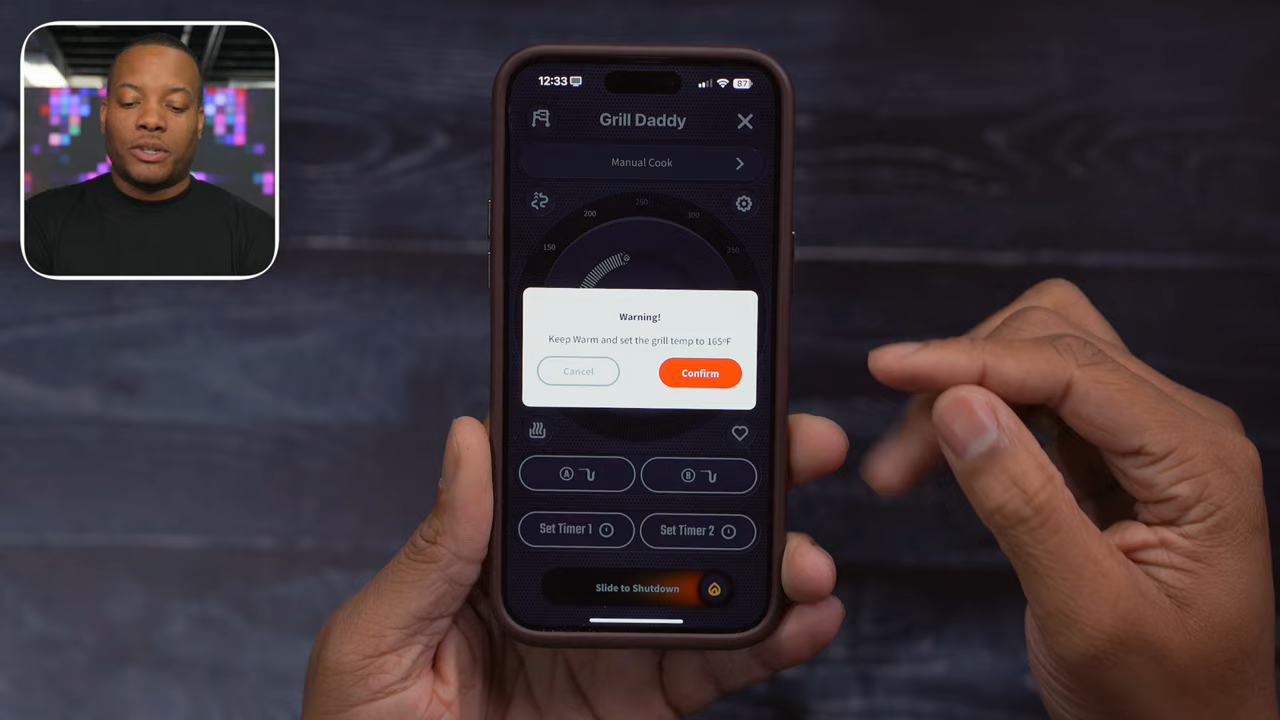 12:33
87
Grill Daddy
Manual Cook
250
200
300
150
350
Warning!
Keep Warm and set the grill temp to 165°F
Cancel
Confirm
A
B
Set Timer 1
Set Timer 2
Slide to Shutdown